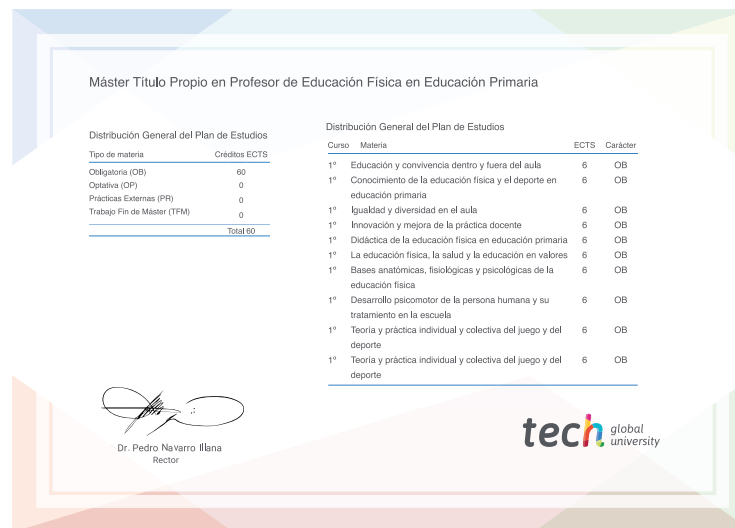 Máster Título Propio en Profesor de Educación Física en Educación Primaria
Distribución General del Plan de Estudios
Tipo de materia Créditos ECTS
Obligatoria (OB) 60
Optativa (OP) 0
Prácticas Externas (PR) 0
Trabajo Fin de Máster (TFM) 0
Total 60
Distribución General del Plan de Estudios
Curso Materia ECTS Carácter
1º Educación y convivencia dentro y fuera del aula 6 OB
1º Conocimiento de la educación física y el deporte en 6 OB
educación primaria
1º Igualdad y diversidad en el aula 6 OB
1º Innovación y mejora de la práctica docente 6 OB
1º Didáctica de la educación física en educación primaria 6 OB
1º La educación física, la salud y la educación en valores 6 OB
1º Bases anatómicas, fisiológicas y psicológicas de la 6 OB
educación física
1º Desarrollo psicomotor de la persona humana y su 6 OB
tratamiento en la escuela
1º Teoría y práctica individual y colectiva del juego y del 6 OB
deporte
1º Teoría y práctica individual y colectiva del juego y del 6 OB
deporte
Dr. Pedro Navarro Illana
Rector
tech global
university